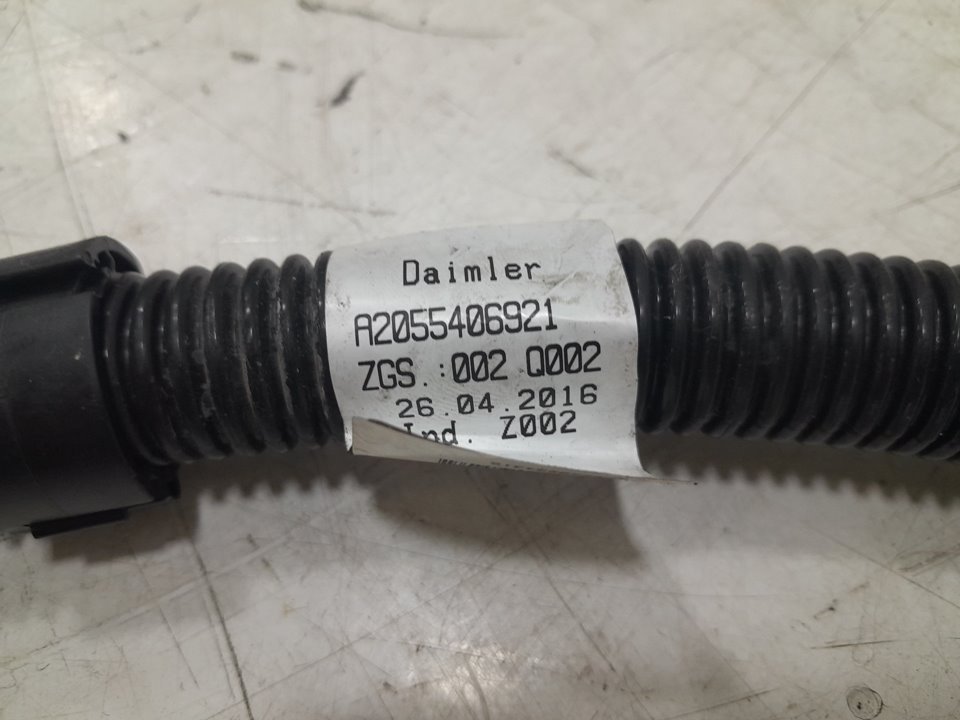 Daimler
A2055406921
ZGS.:002 Q002
26.04.2016
Ind. Z002